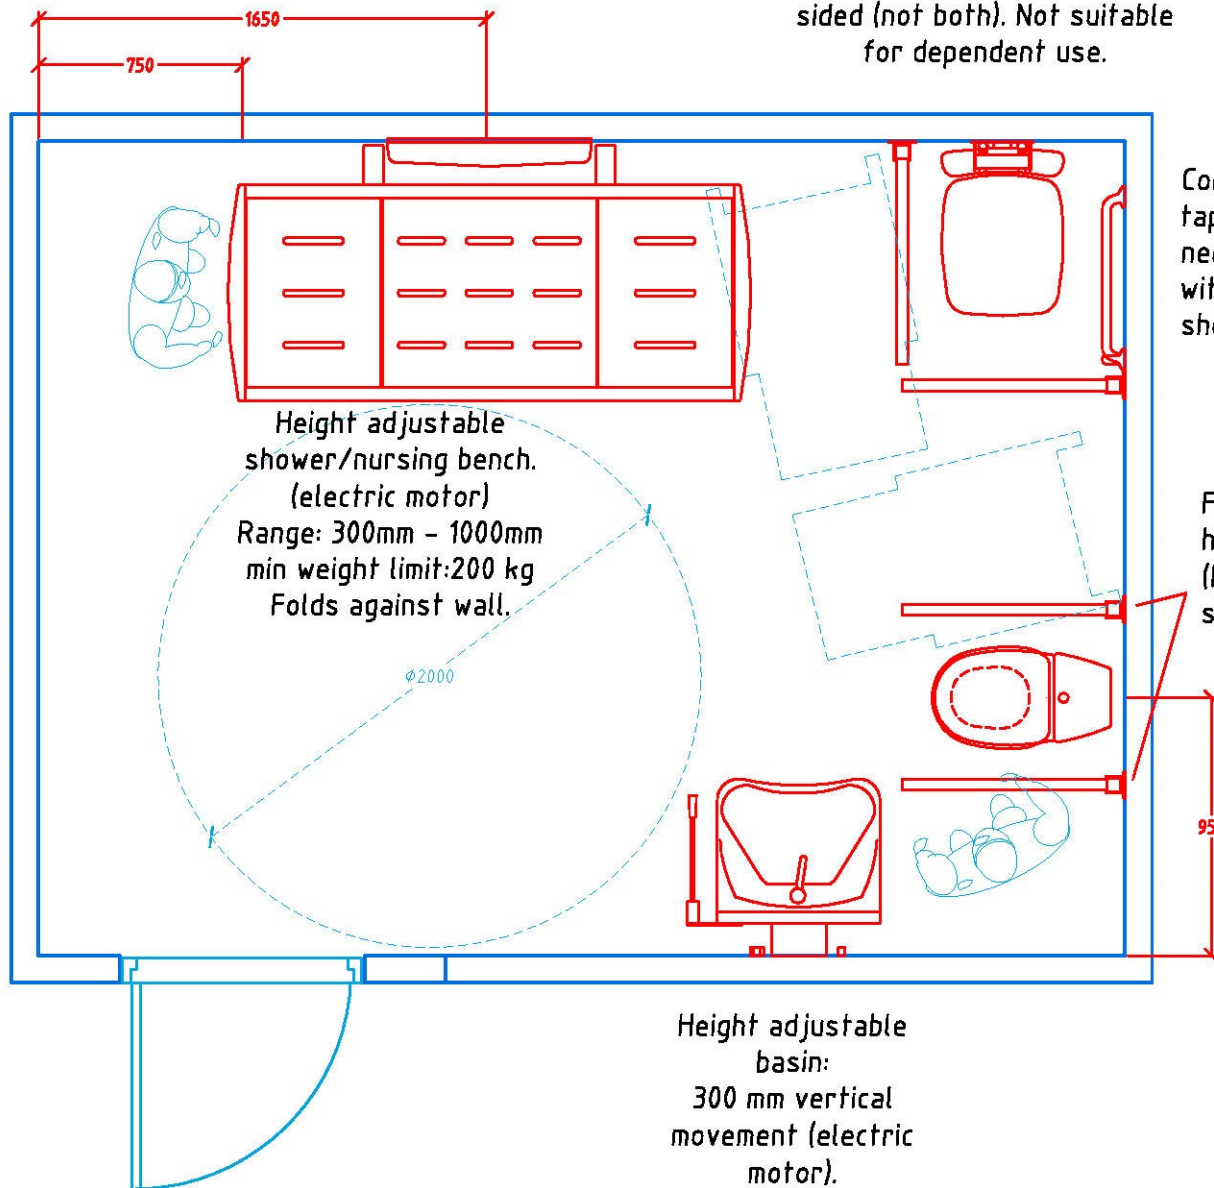 1650
sided (not both). Not suitable
for dependent use.
750
Height adjustable
shower/nursing bench.
(electric motor)
Range: 300mm - 1000mm
min weight limit:200 kg
Folds against wall.
⌀2000
Height adjustable
basin:
300 mm vertical
movement (electric
motor).